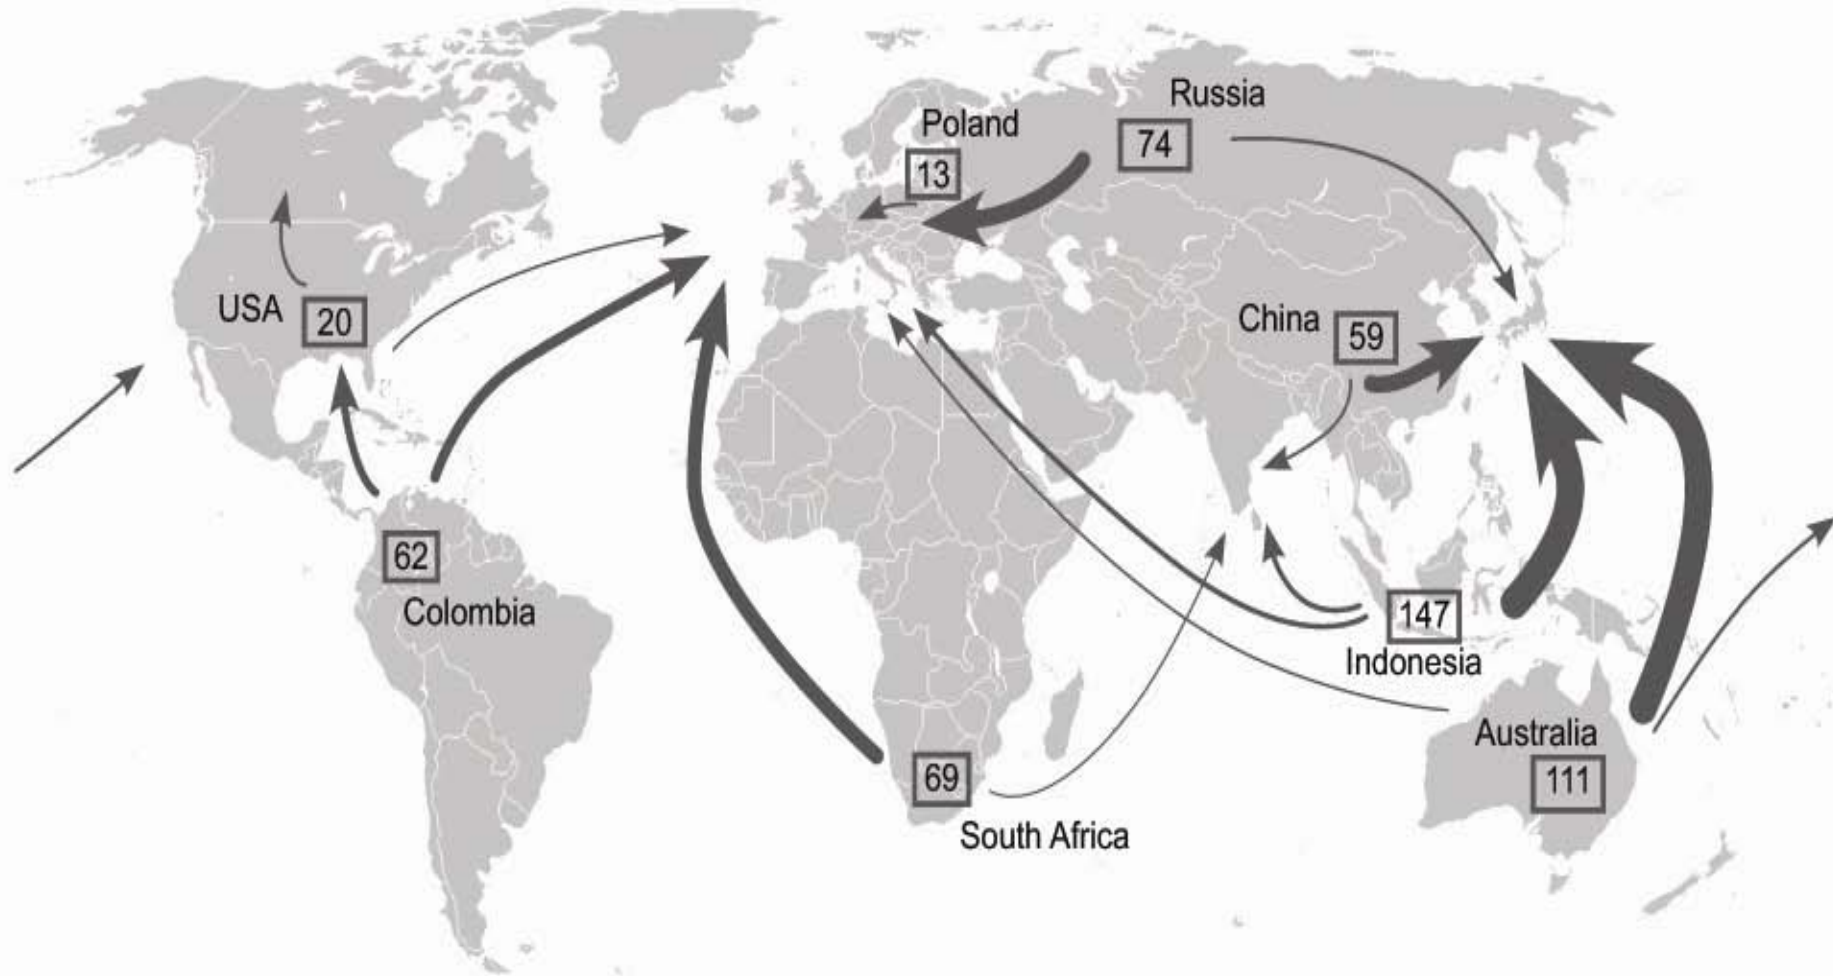 Russia
74
Poland
13
USA
20
China
59
62
Colombia
147
Indonesia
69
South Africa
Australia
111